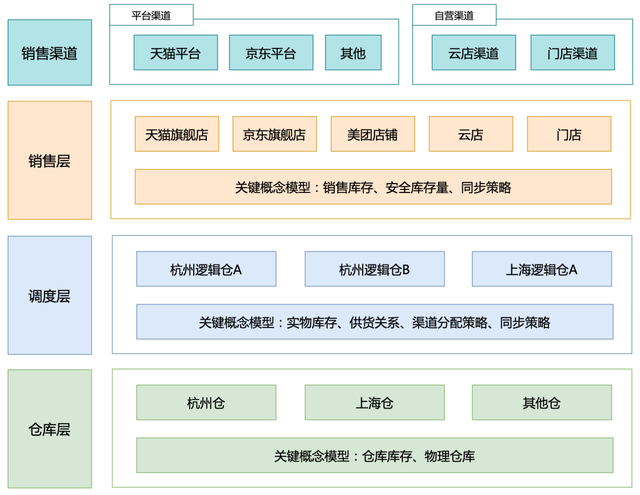 平台渠道
自营渠道
销售渠道
天猫平台
京东平台
其他
云店渠道
门店渠道
销售层
天猫旗舰店
京东旗舰店
美团店铺
云店
门店
关键概念模型：销售库存、安全库存量、同步策略
调度层
杭州逻辑仓A
杭州逻辑仓B
上海逻辑仓A
关键概念模型：实物库存、供货关系、渠道分配策略、同步策略
仓库层
杭州仓
上海仓
其他仓
关键概念模型：仓库库存、物理仓库